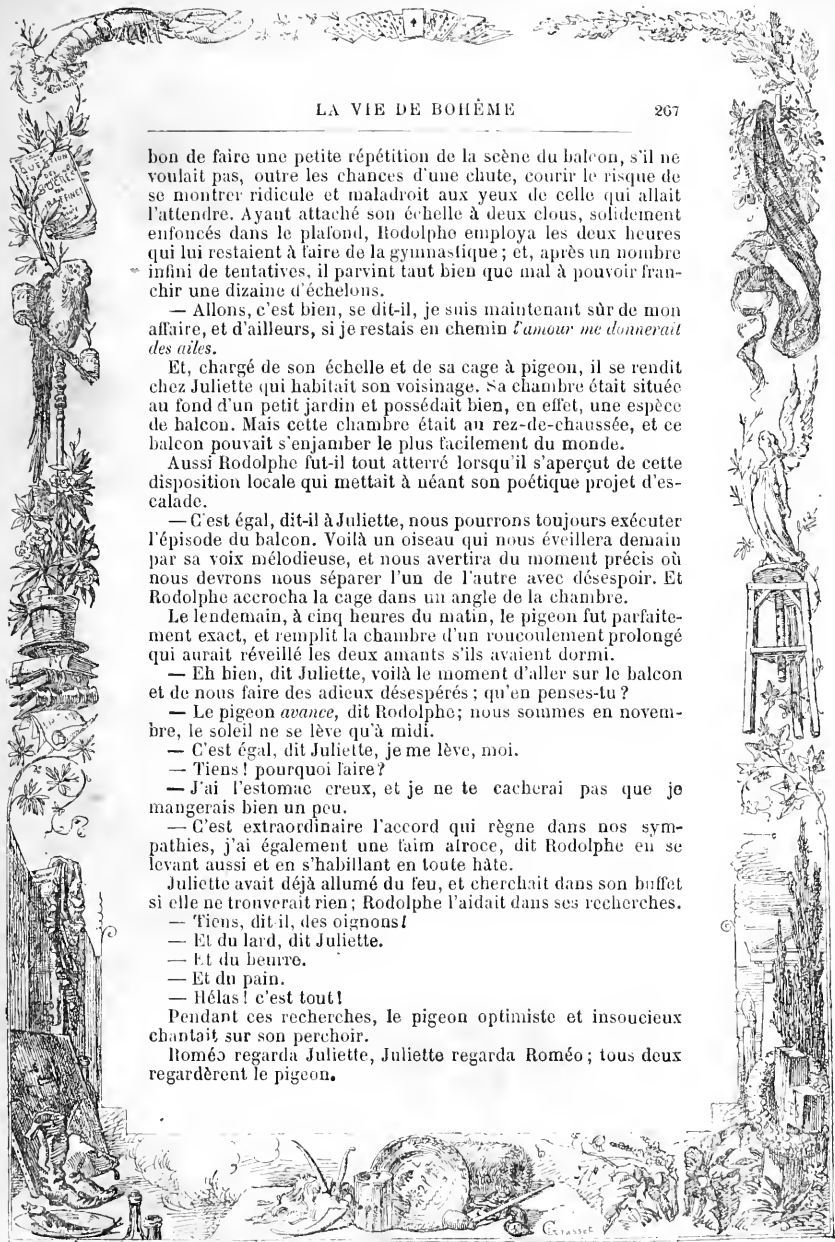 LA VIE DE BOHÈME 267
bon de faire une petite répétition de la scène du balcon, s'il ne
voulait pas, outre les chances d'une chute, courir le risque de
se montrer ridicule et maladroit aux yeux de celle qui allait
l'attendre. Ayant attaché son échelle à deux clous, solidement
enfoncés dans le plafond, Rodolphe employa les deux heures
qui lui restaient à faire de la gymnastique ; et, après un nombre
infini de tentatives, il parvint taut bien que mal à pouvoir fran-
chir une dizaine d'échelons.
— Allons, c'est bien, se dit-il, je suis maintenant sûr de mon
affaire, et d'ailleurs, si je restais en chemin l'amour me donnerait
des ailes.
Et, chargé de son échelle et de sa cage à pigeon, il se rendit
chez Juliette qui habitait son voisinage. Sa chambre était située
au fond d'un petit jardin et possédait bien, en effet, une espèce
de balcon. Mais cette chambre était au rez-de-chaussée, et ce
balcon pouvait s'enjamber le plus facilement du monde.
Aussi Rodolphe fut-il tout atterré lorsqu'il s'aperçut de cette
disposition locale qui mettait à néant son poétique projet d'es-
calade.
— C'est égal, dit-il à Juliette, nous pourrons toujours exécuter
l'épisode du balcon. Voilà un oiseau qui nous éveillera demain
par sa voix mélodieuse, et nous avertira du moment précis où
nous devrons nous séparer l'un de l'autre avec désespoir. Et
Rodolphe accrocha la cage dans un angle de la chambre.
Le lendemain, à cinq heures du matin, le pigeon fut parfaite-
ment exact, et remplit la chambre d'un roucoulement prolongé
qui aurait réveillé les deux amants s'ils avaient dormi.
— Eh bien, dit Juliette, voilà le moment d'aller sur le balcon
et de nous faire des adieux désespérés ; qu'en penses-tu ?
— Le pigeon avance, dit Rodolphe; nous sommes en novem-
bre, le soleil ne se lève qu'à midi.
— C'est égal, dit Juliette, je me lève, moi.
— Tiens ! pourquoi faire?
— J'ai l'estomac creux, et je ne te cacherai pas que je
mangerais bien un peu.
— C'est extraordinaire l'accord qui règne dans nos sym-
pathies, j'ai également une faim atroce, dit Rodolphe en se
levant aussi et en s'habillant en toute hâte.
Juliette avait déjà allumé du feu, et cherchait dans son buffet
si elle ne trouverait rien ; Rodolphe l'aidait dans ses recherches.
— Tiens, dit-il, des oignons!
— Et du lard, dit Juliette.
— Et du beurre.
— Et du pain.
— Hélas ! c'est tout !
Pendant ces recherches, le pigeon optimiste et insoucieux
chantait sur son perchoir.
Roméo regarda Juliette, Juliette regarda Roméo ; tous deux
regardèrent le pigeon.
Grasset